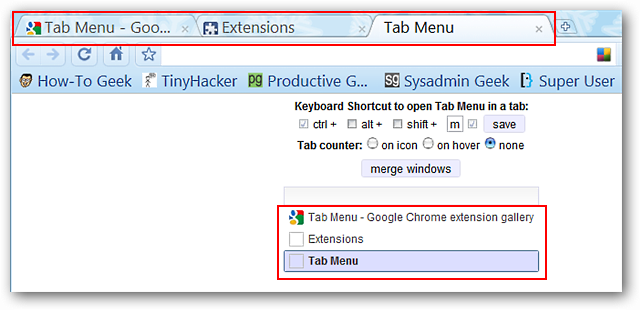 Tab Menu - Goo... Extensions Tab Menu
How-To Geek TinyHacker Productive G... Sysadmin Geek Super User
Keyboard Shortcut to open Tab Menu in a tab:
ctrl + alt + shift + m save
Tab counter: on icon on hover none
merge windows
Tab Menu - Google Chrome extension gallery
Extensions
Tab Menu